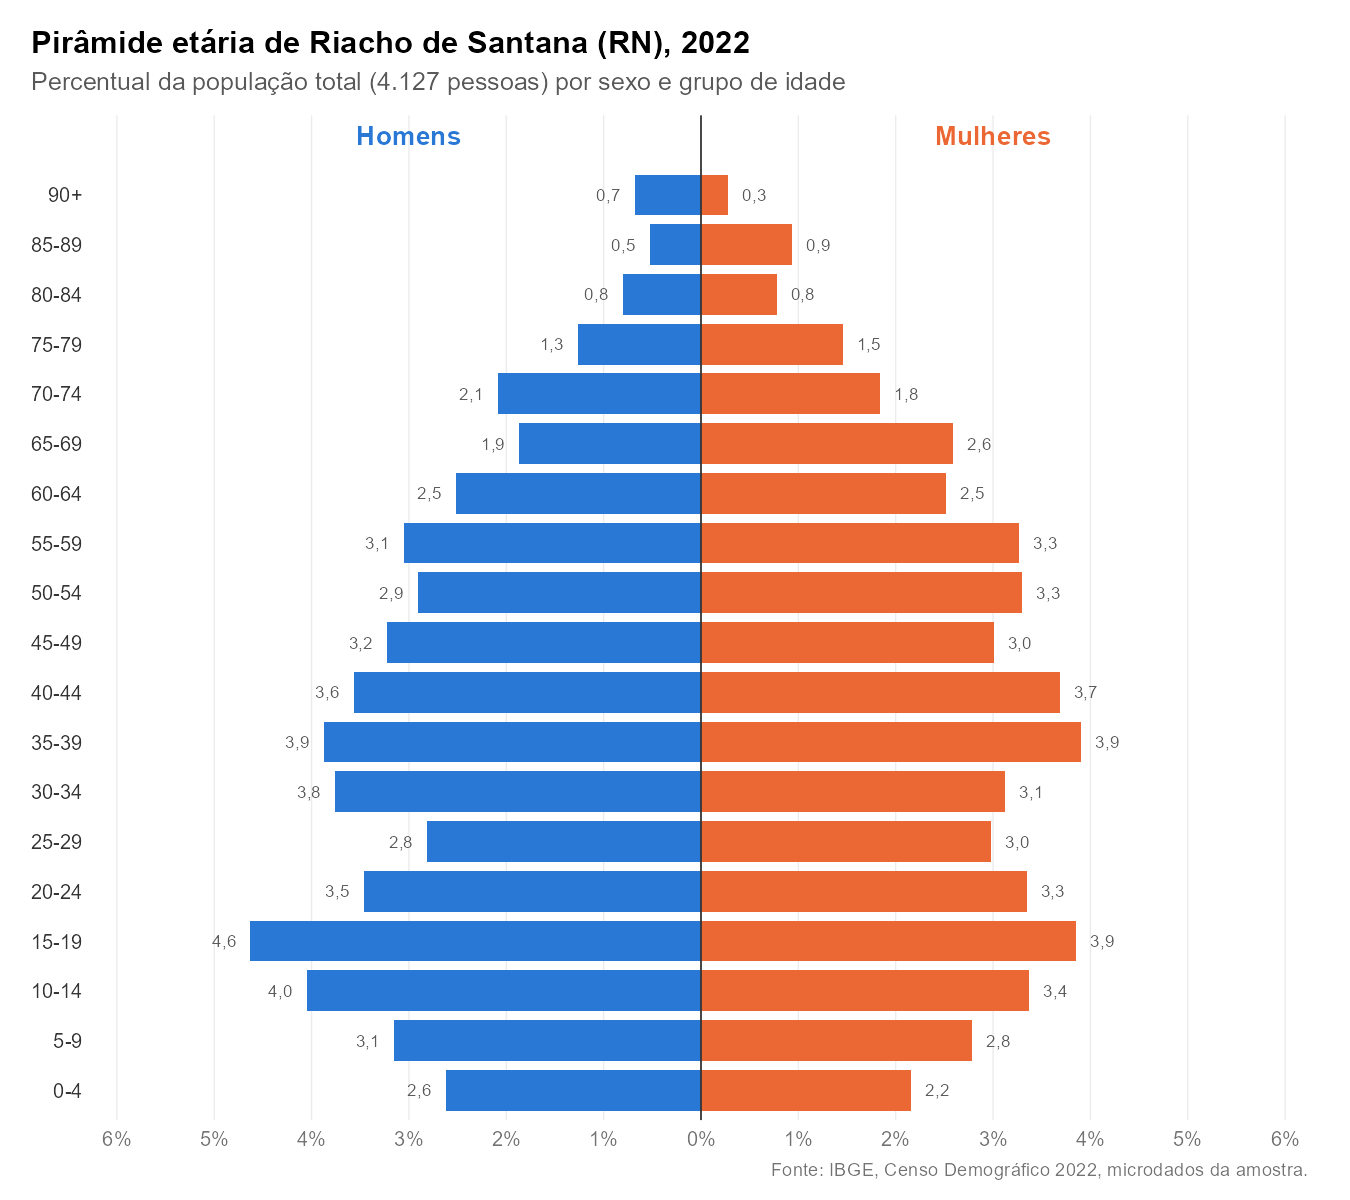 Pirâmide etária de Riacho de Santana (RN), 2022
Percentual da população total (4.127 pessoas) por sexo e grupo de idade
Homens Mulheres
90+ 0,7 0,3
85-89 0,5 0,9
80-84 0,8 0,8
75-79 1,3 1,5
70-74 2,1 1,8
65-69 1,9 2,6
60-64 2,5 2,5
55-59 3,1 3,3
50-54 2,9 3,3
45-49 3,2 3,0
40-44 3,6 3,7
35-39 3,9 3,9
30-34 3,8 3,1
25-29 2,8 3,0
20-24 3,5 3,3
15-19 4,6 3,9
10-14 4,0 3,4
5-9 3,1 2,8
0-4 2,6 2,2
6% 5% 4% 3% 2% 1% 0% 1% 2% 3% 4% 5% 6%
Fonte: IBGE, Censo Demográfico 2022, microdados da amostra.